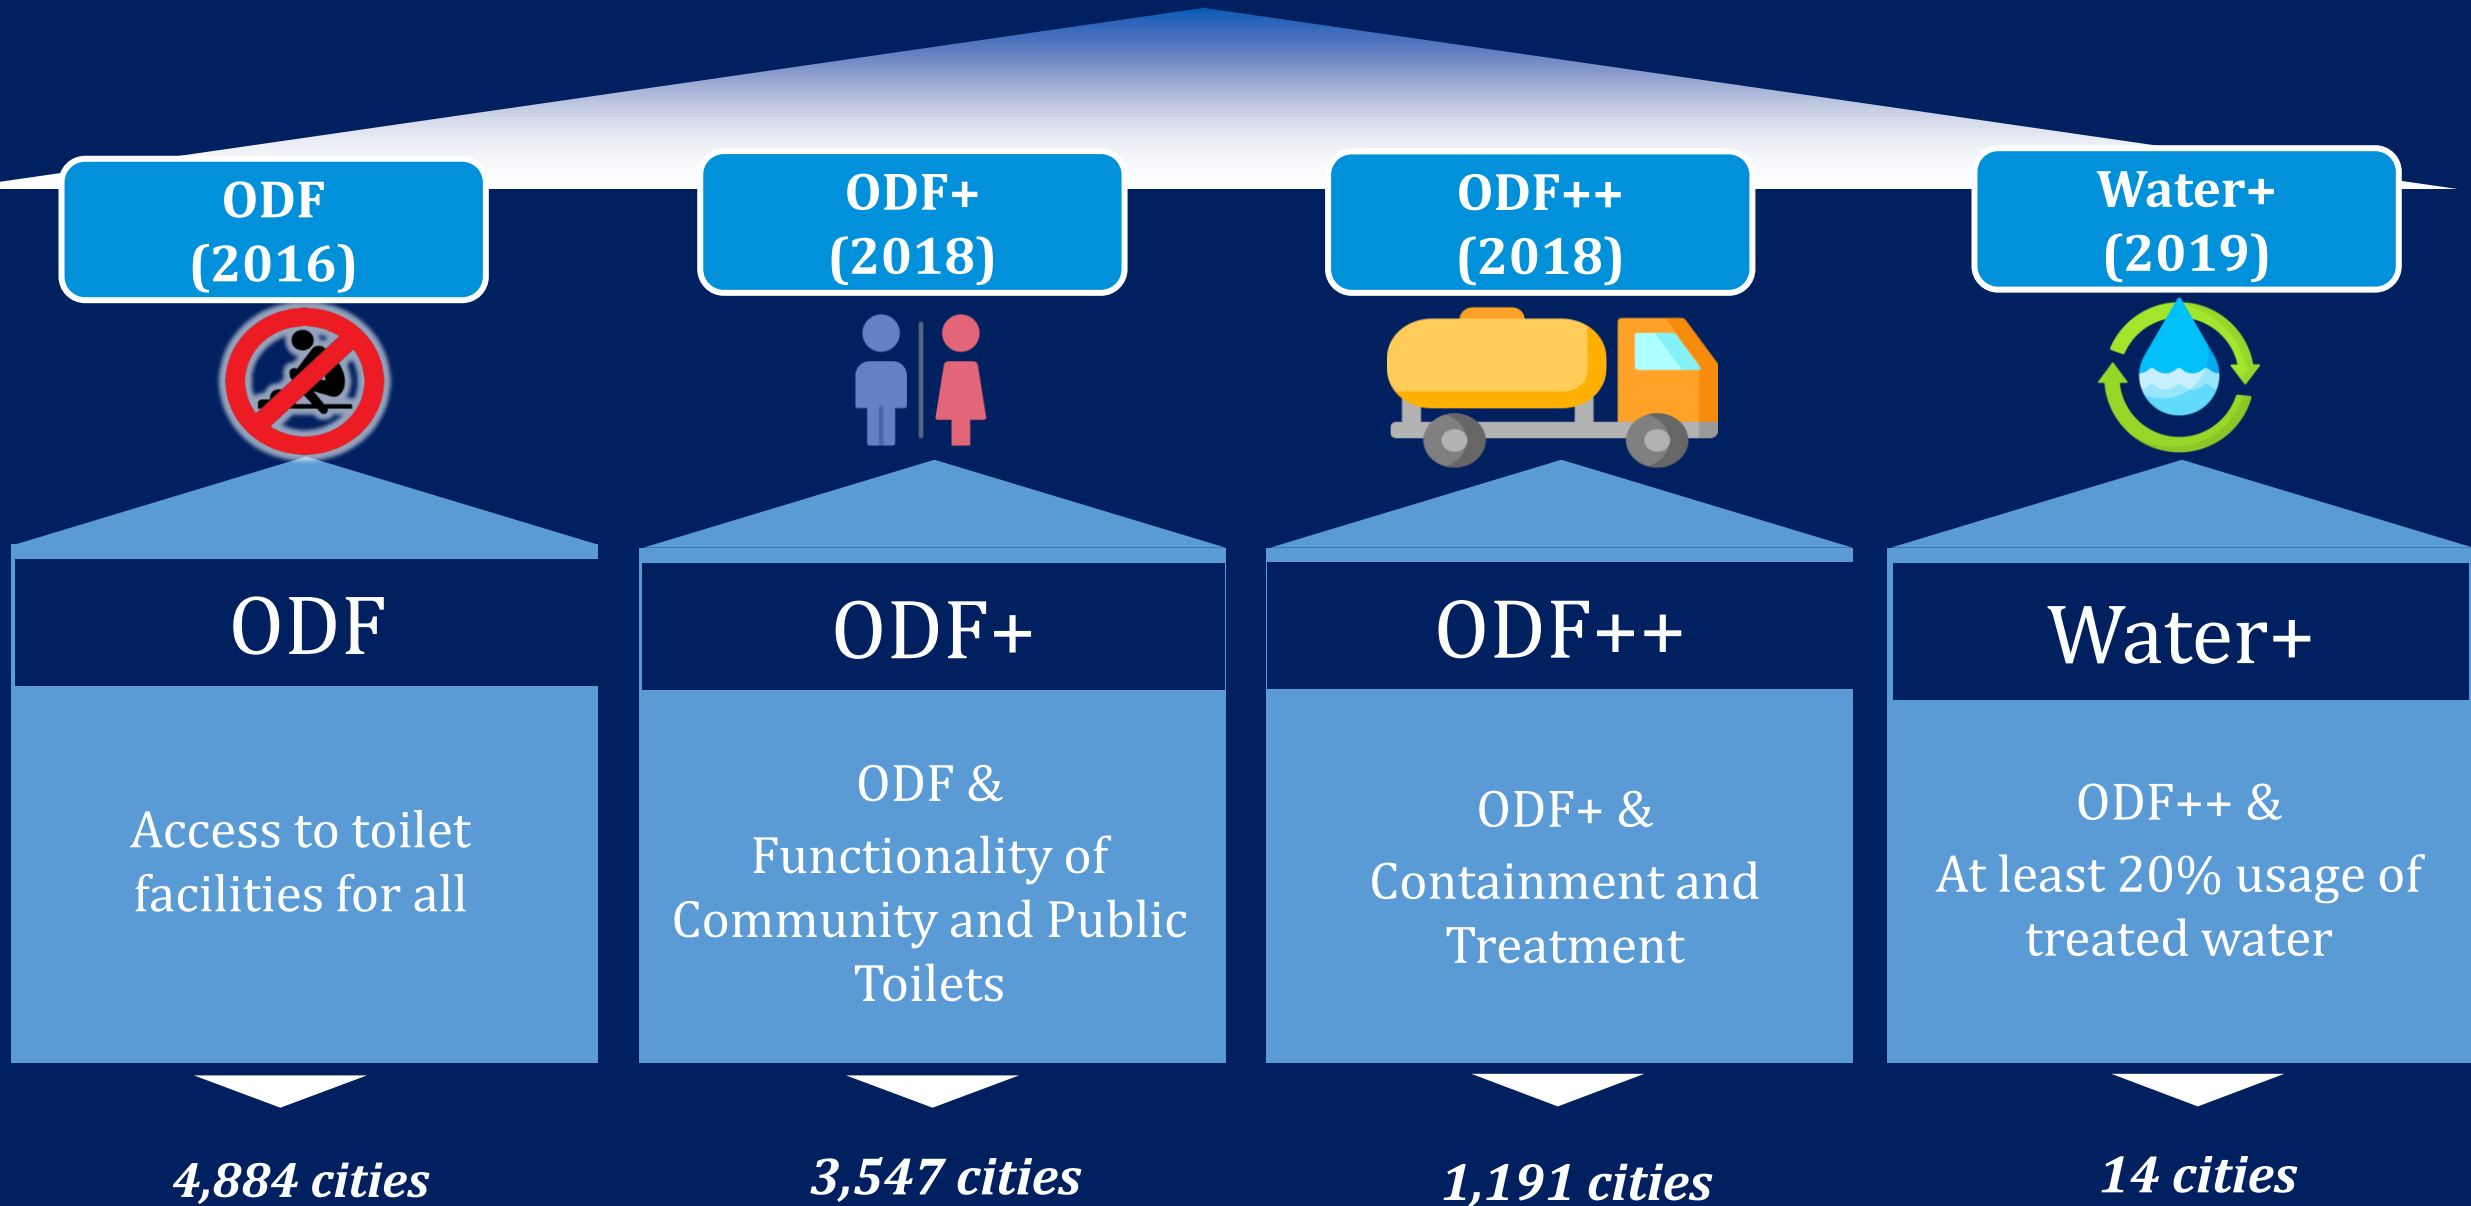 ODF
(2016)
ODF+
(2018)
ODF++
(2018)
Water+
(2019)
ODF
Access to toilet
facilities for all
4,884 cities
ODF+
ODF &
Functionality of
Community and Public
Toilets
3,547 cities
ODF++
ODF+ &
Containment and
Treatment
1,191 cities
Water+
ODF++ &
At least 20% usage of
treated water
14 cities